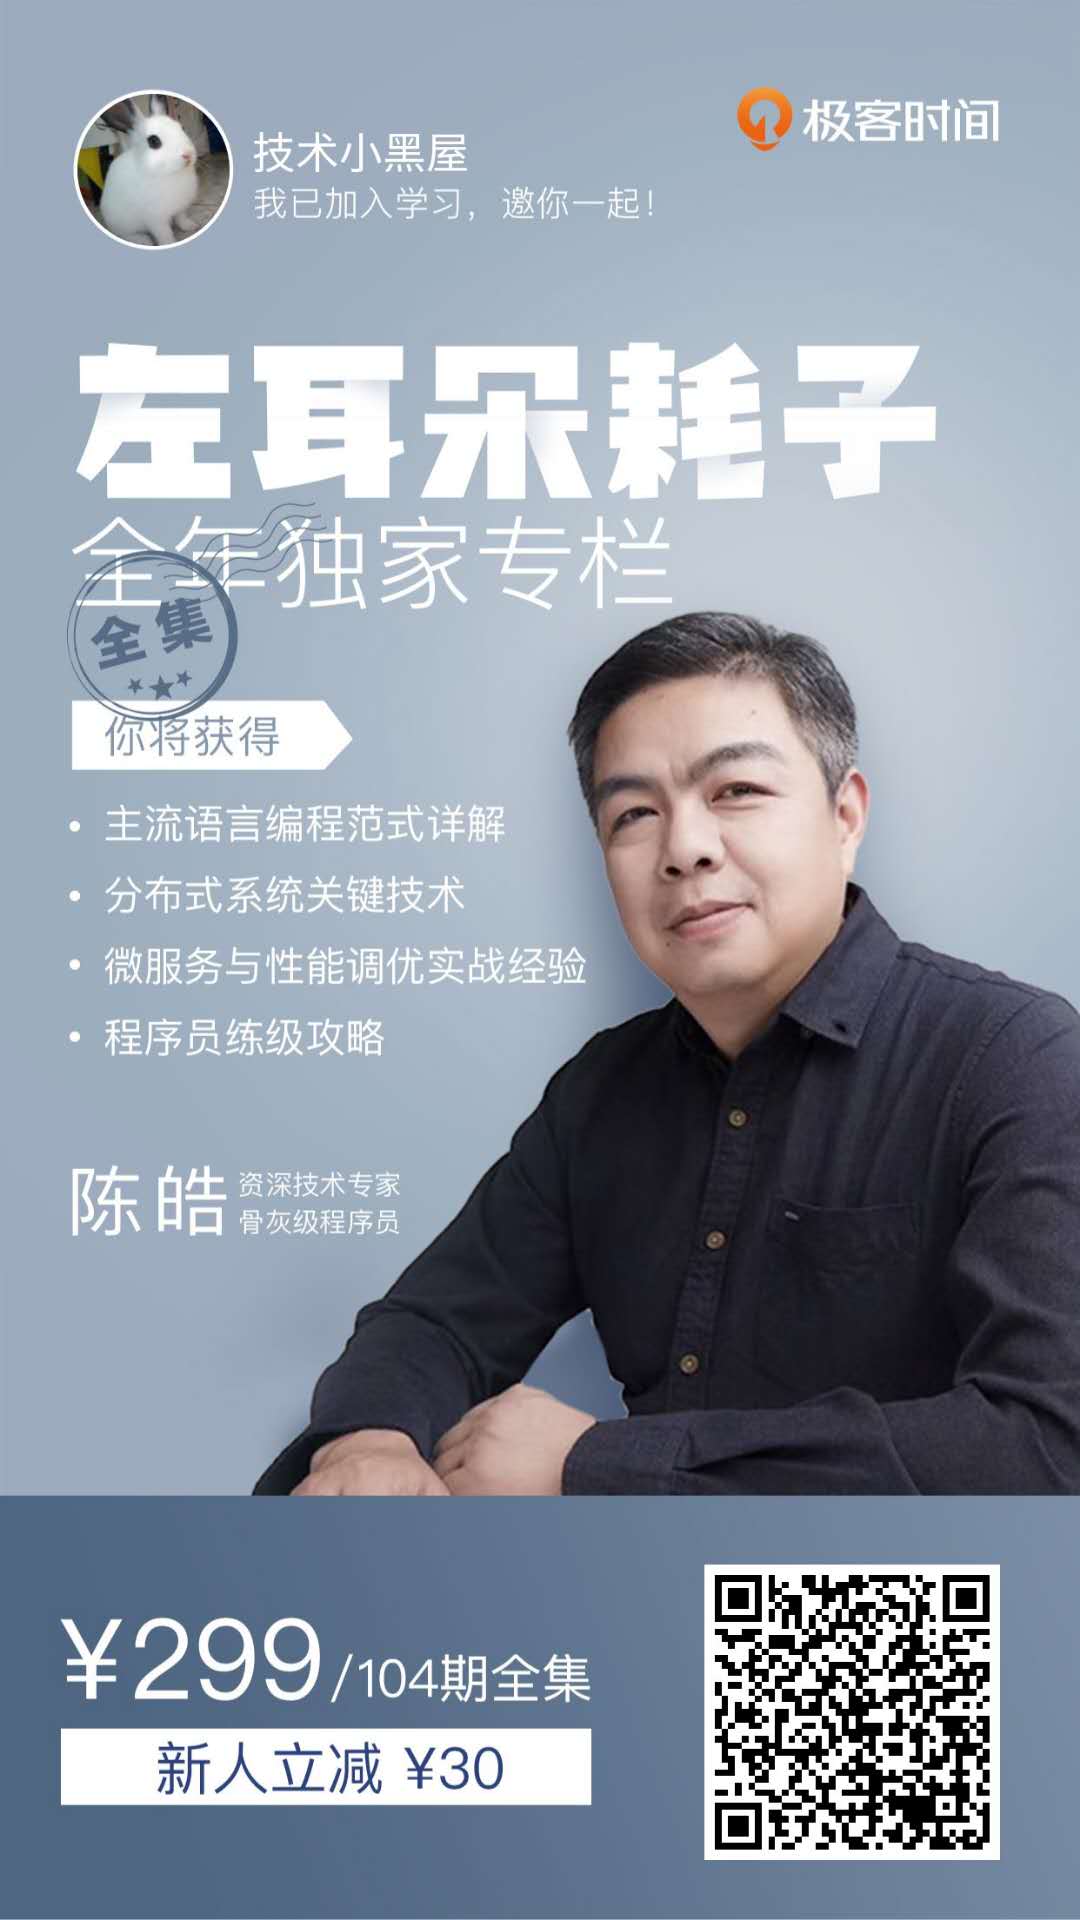 技术小黑屋
我已加入学习，邀你一起！
极客时间
左耳朵耗子
全年独家专栏
全集
你将获得
• 主流语言编程范式详解
• 分布式系统关键技术
• 微服务与性能调优实战经验
• 程序员练级攻略
陈皓
资深技术专家
骨灰级程序员
¥299/104期全集
新人立减 ¥30